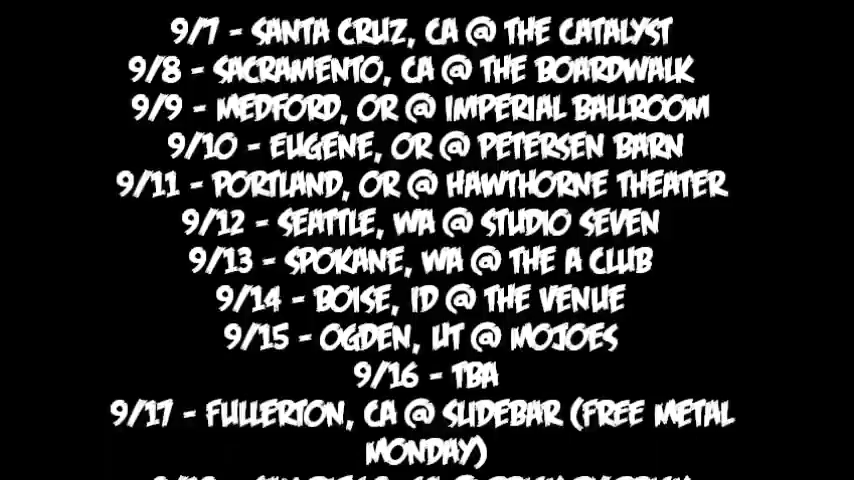 9/7 - SANTA CRUZ, CA @ THE CATALYST
9/8 - SACRAMENTO, CA @ THE BOARDWALK
9/9 - MEDFORD, OR @ IMPERIAL BALLROOM
9/10 - EUGENE, OR @ PETERSEN BARN
9/11 - PORTLAND, OR @ HAWTHORNE THEATER
9/12 - SEATTLE, WA @ STUDIO SEVEN
9/13 - SPOKANE, WA @ THE A CLUB
9/14 - BOISE, ID @ THE VENUE
9/15 - OGDEN, UT @ MOJOES
9/16 - TBA
9/17 - FULLERTON, CA @ SLIDEBAR (FREE METAL
MONDAY)